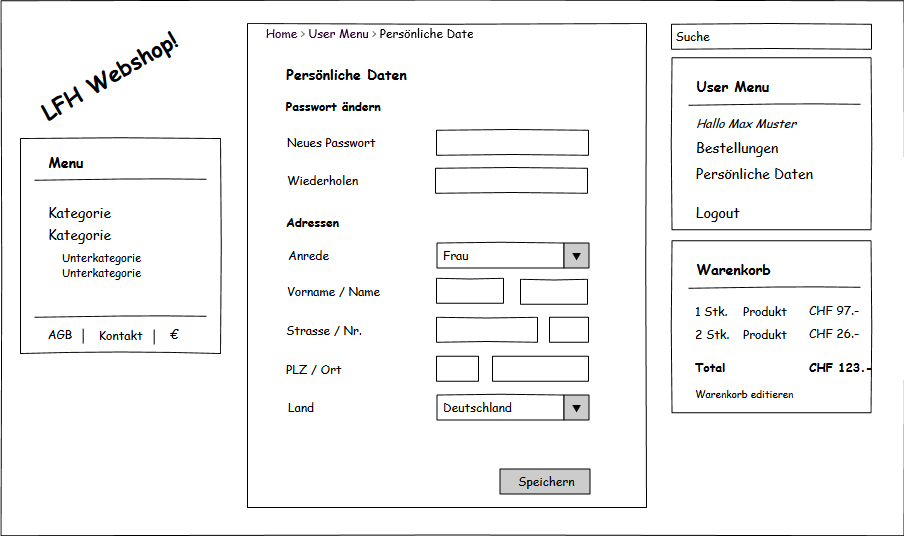 LFH Webshop!
Menu
Kategorie
Kategorie
Unterkategorie
Unterkategorie
AGB | Kontakt | €
Home > User Menu > Persönliche Date
Persönliche Daten
Passwort ändern
Neues Passwort
Wiederholen
Adressen
Anrede Frau
Vorname / Name
Strasse / Nr.
PLZ / Ort
Land Deutschland
Speichern
Suche
User Menu
Hallo Max Muster
Bestellungen
Persönliche Daten
Logout
Warenkorb
1 Stk. Produkt CHF 97.-
2 Stk. Produkt CHF 26.-
Total CHF 123.-
Warenkorb editieren